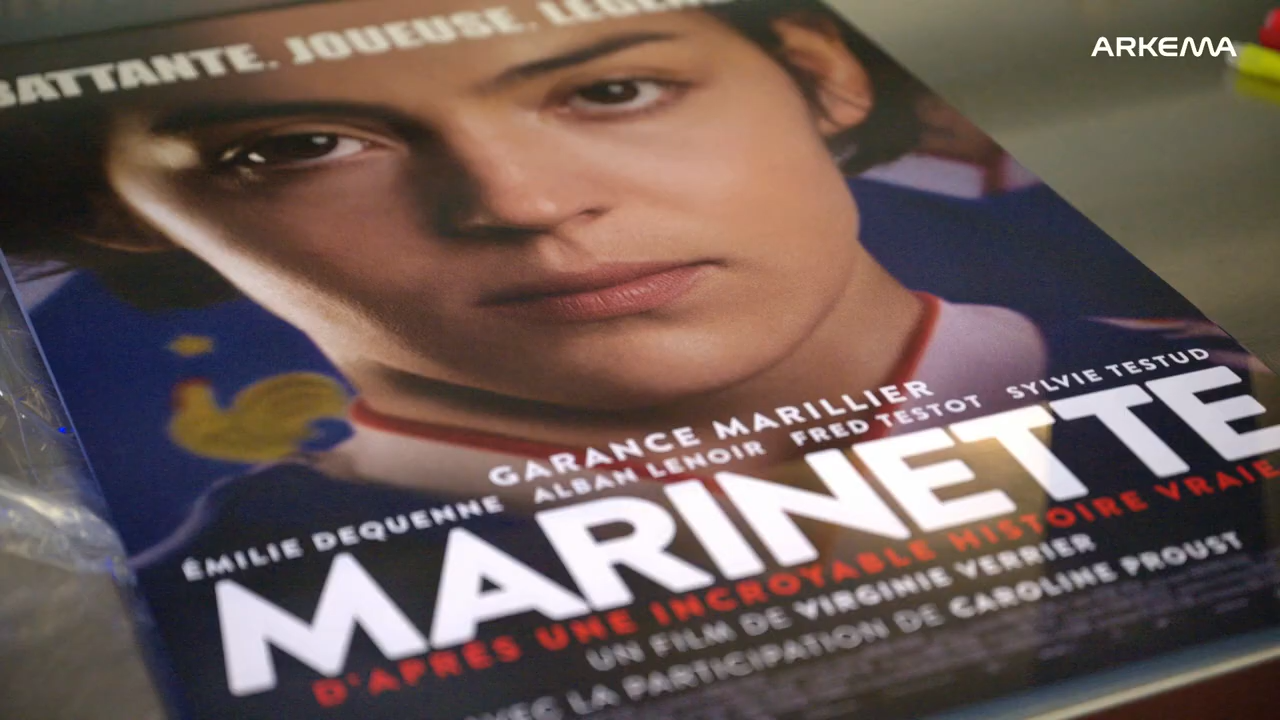 ARKEMA
BATTANTE. JOUEUSE.
GARANCE MARILLIER
ÉMILIE DEQUENNE ALBAN LENOIR FRED TESTOT SYLVIE TESTUD
MARINETTE
D'APRÈS UNE INCROYABLE HISTOIRE VRAIE
UN FILM DE VIRGINIE VERRIER
AVEC LA PARTICIPATION DE CAROLINE PROUST